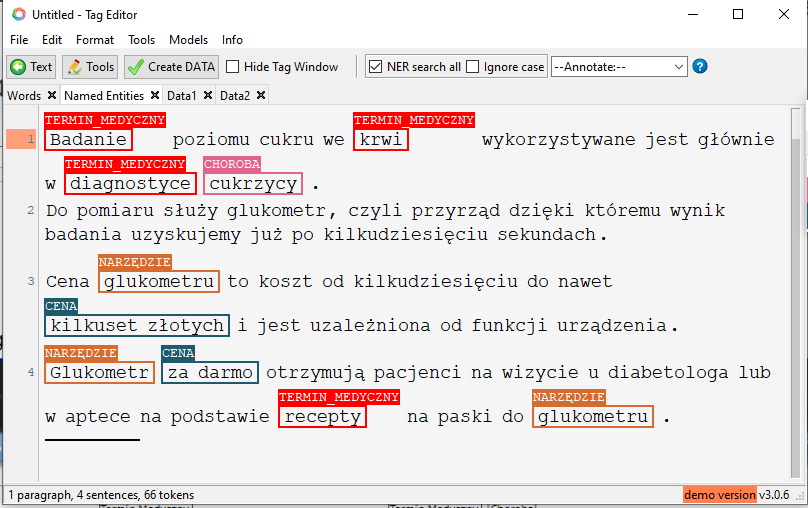 Untitled - Tag Editor
File Edit Format Tools Models Info
Text Tools Create DATA Hide Tag Window NER search all Ignore case --Annotate:-- ?
Words Named Entities Data1 Data2
TERMIN_MEDYCZNY TERMIN_MEDYCZNY
1 Badanie poziomu cukru we krwi wykorzystywane jest głównie
TERMIN_MEDYCZNY CHOROBA
w diagnostyce cukrzycy .
2 Do pomiaru służy glukometr, czyli przyrząd dzięki któremu wynik
badania uzyskujemy już po kilkudziesięciu sekundach.
NARZĘDZIE
3 Cena glukometru to koszt od kilkudziesięciu do nawet
CENA
kilkuset złotych i jest uzależniona od funkcji urządzenia.
NARZĘDZIE CENA
4 Glukometr za darmo otrzymują pacjenci na wizycie u diabetologa lub
TERMIN_MEDYCZNY NARZĘDZIE
w aptece na podstawie recepty na paski do glukometru .
1 paragraph, 4 sentences, 66 tokens demo version v3.0.6